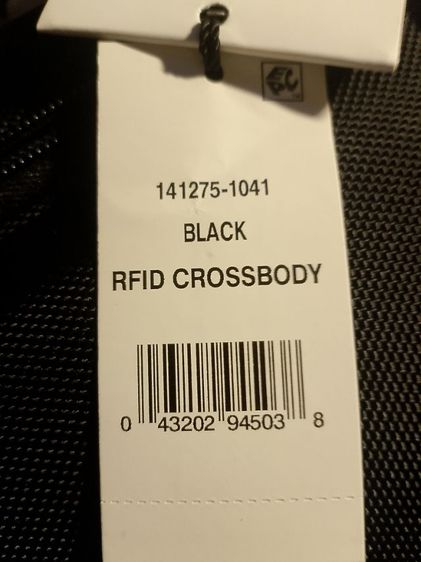 141275-1041
BLACK
RFID CROSSBODY
0 43202 94503 8